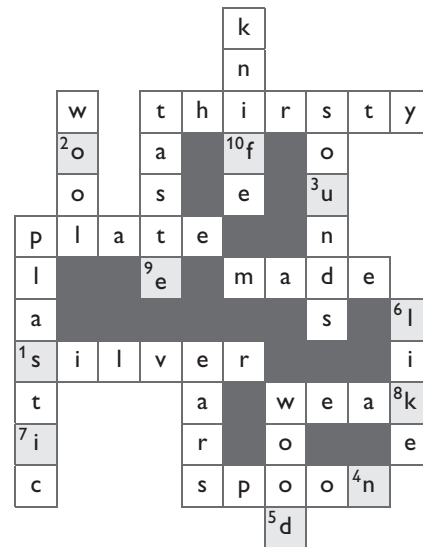 k
n
w t h i r s t y
2o a 10f o
o s e 3u
p l a t e n
l 9e m a d e
a s 6l
1s i l v e r i
t a w e a 8k
7i r o e
c s p o o 4n
5d